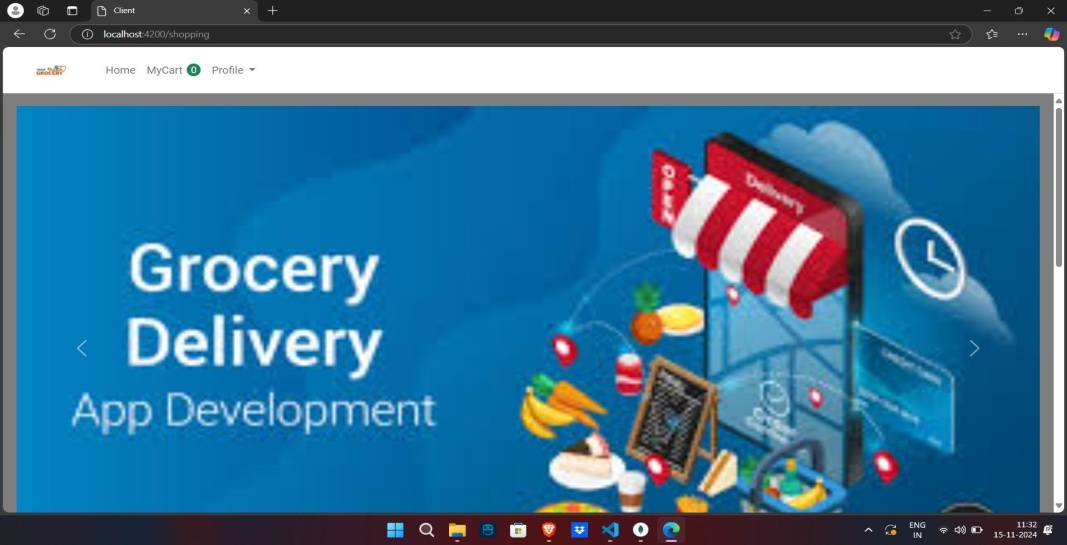 Client
localhost:4200/shopping
GROCERY
Home MyCart 0 Profile
OPEN
Delivery
Grocery
Delivery
App Development
ENG
IN
11:32
15-11-2024